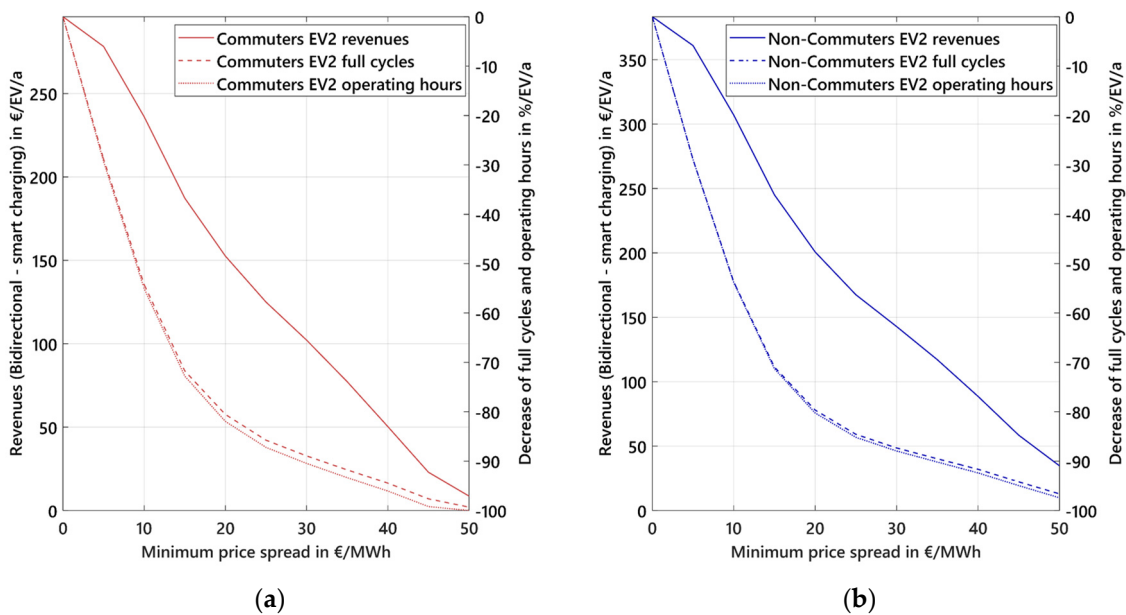 Revenues (Bidirectional - smart charging) in €/EV/a
250
200
150
100
50
0
Commuters EV2 revenues
Commuters EV2 full cycles
Commuters EV2 operating hours
0
-10
-20
-30
-40
-50
-60
-70
-80
-90
-100
Decrease of full cycles and operating hours in %/EV/a
0 10 20 30 40 50
Minimum price spread in €/MWh
(a)
Revenues (Bidirectional - smart charging) in €/EV/a
350
300
250
200
150
100
50
0
Non-Commuters EV2 revenues
Non-Commuters EV2 full cycles
Non-Commuters EV2 operating hours
0
-10
-20
-30
-40
-50
-60
-70
-80
-90
-100
Decrease of full cycles and operating hours in %/EV/a
0 10 20 30 40 50
Minimum price spread in €/MWh
(b)